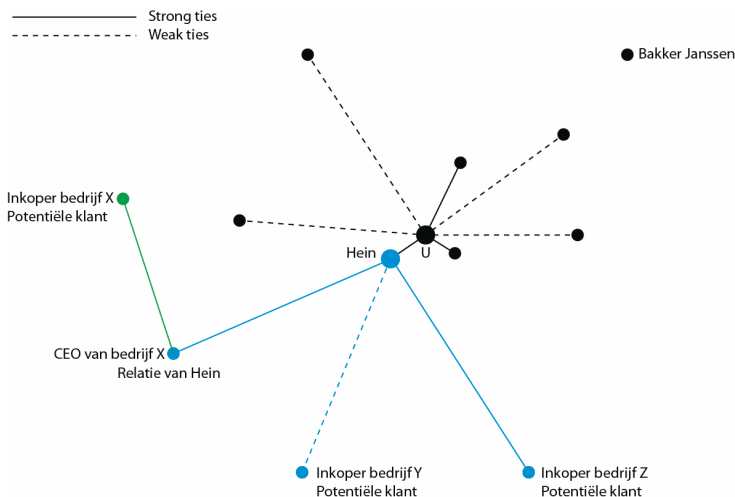 Strong ties
Weak ties
Bakker Janssen
Inkoper bedrijf X
Potentiële klant
Hein
U
CEO van bedrijf X
Relatie van Hein
Inkoper bedrijf Y
Potentiële klant
Inkoper bedrijf Z
Potentiële klant